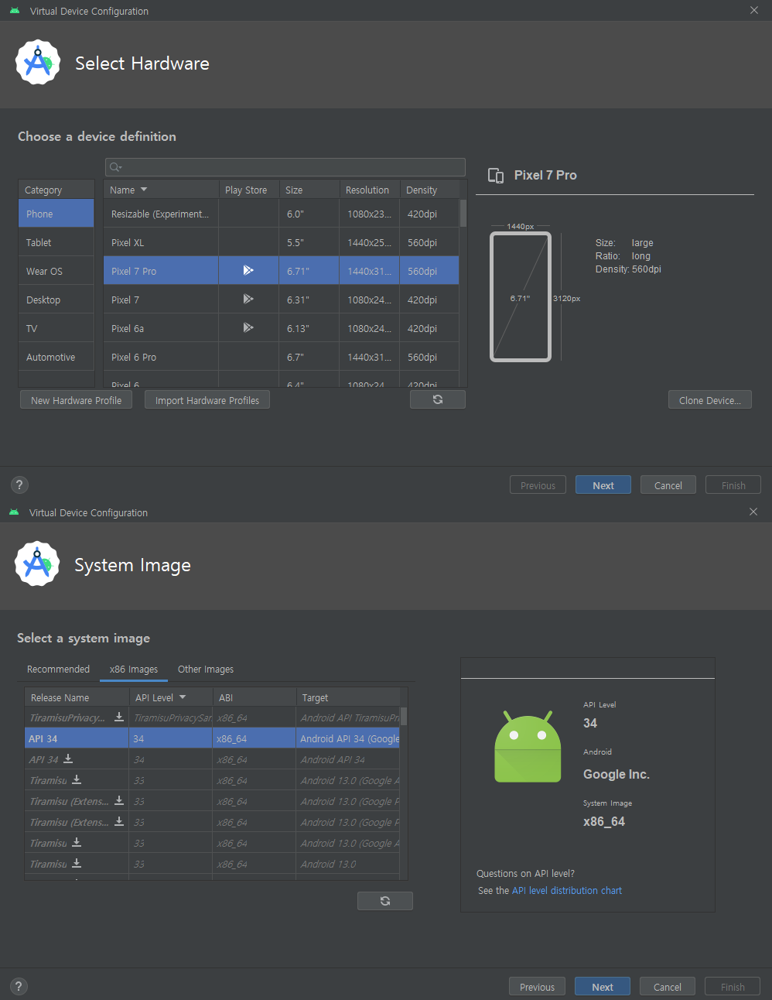 Virtual Device Configuration
Select Hardware
Choose a device definition
Category
Phone
Tablet
Wear OS
Desktop
TV
Automotive
Name Play Store Size Resolution Density
Resizable (Experiment... 6.0" 1080x23... 420dpi
Pixel XL 5.5" 1440x25... 560dpi
Pixel 7 Pro 6.71" 1440x31... 560dpi
Pixel 7 6.31" 1080x24... 420dpi
Pixel 6a 6.13" 1080x24... 420dpi
Pixel 6 Pro 6.7" 1440x31... 560dpi
Pixel 6 6.4" 1080x24 420dpi
New Hardware Profile
Import Hardware Profiles
Pixel 7 Pro
1440px
6.71"
3120px
Size: large
Ratio: long
Density: 560dpi
Clone Device...
?
Previous
Next
Cancel
Finish
Virtual Device Configuration
System Image
Select a system image
Recommended x86 Images Other Images
Release Name API Level ABI Target
TiramisuPrivacy... TiramisuPrivacySan x86_64 Android API TiramisuPri
API 34 34 x86_64 Android API 34 (Google
API 34 34 x86_64 Android API 34
Tiramisu 33 x86_64 Android 13.0 (Google A
Tiramisu (Extens... 33 x86_64 Android 13.0 (Google P
Tiramisu (Extens... 33 x86_64 Android 13.0 (Google P
Tiramisu 33 x86_64 Android 13.0 (Google A
Tiramisu 33 x86_64 Android 13.0
API Level
34
Android
Google Inc.
System Image
x86_64
Questions on API level?
See the API level distribution chart
?
Previous
Next
Cancel
Finish